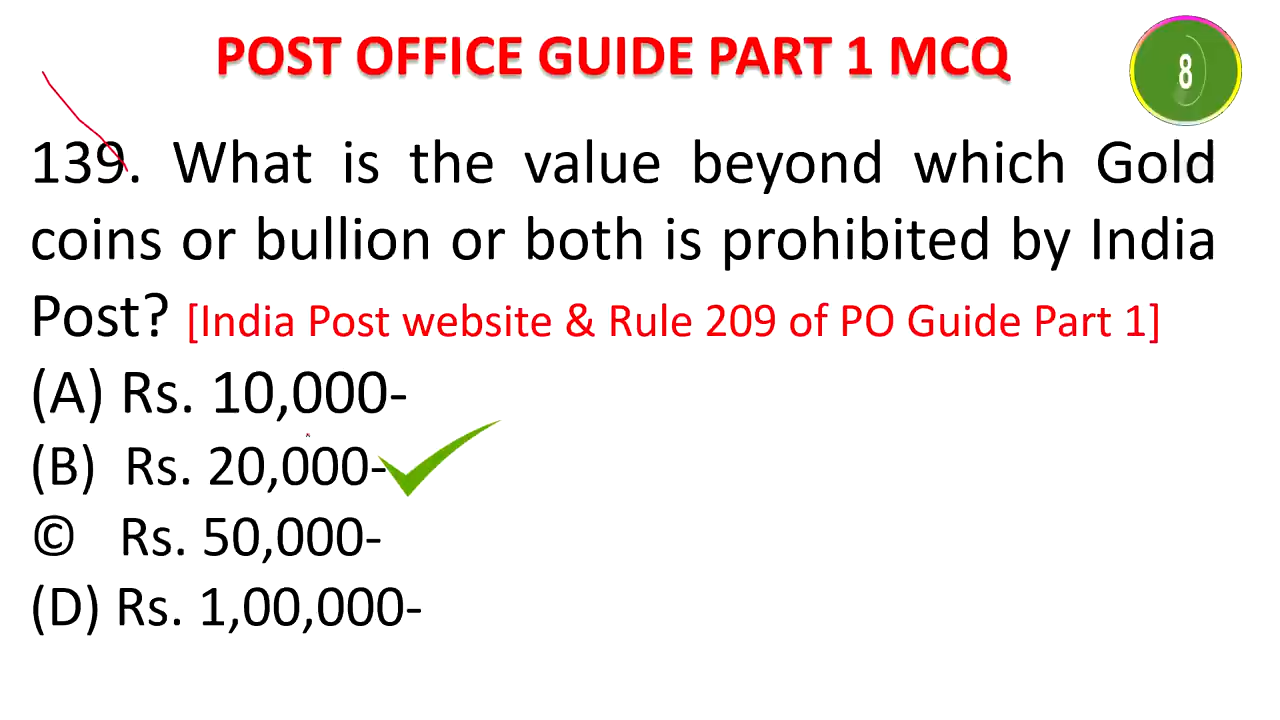 POST OFFICE GUIDE PART 1 MCQ
8
139. What is the value beyond which Gold
coins or bullion or both is prohibited by India
Post? [India Post website & Rule 209 of PO Guide Part 1]
(A) Rs. 10,000-
(B) Rs. 20,000-
© Rs. 50,000-
(D) Rs. 1,00,000-